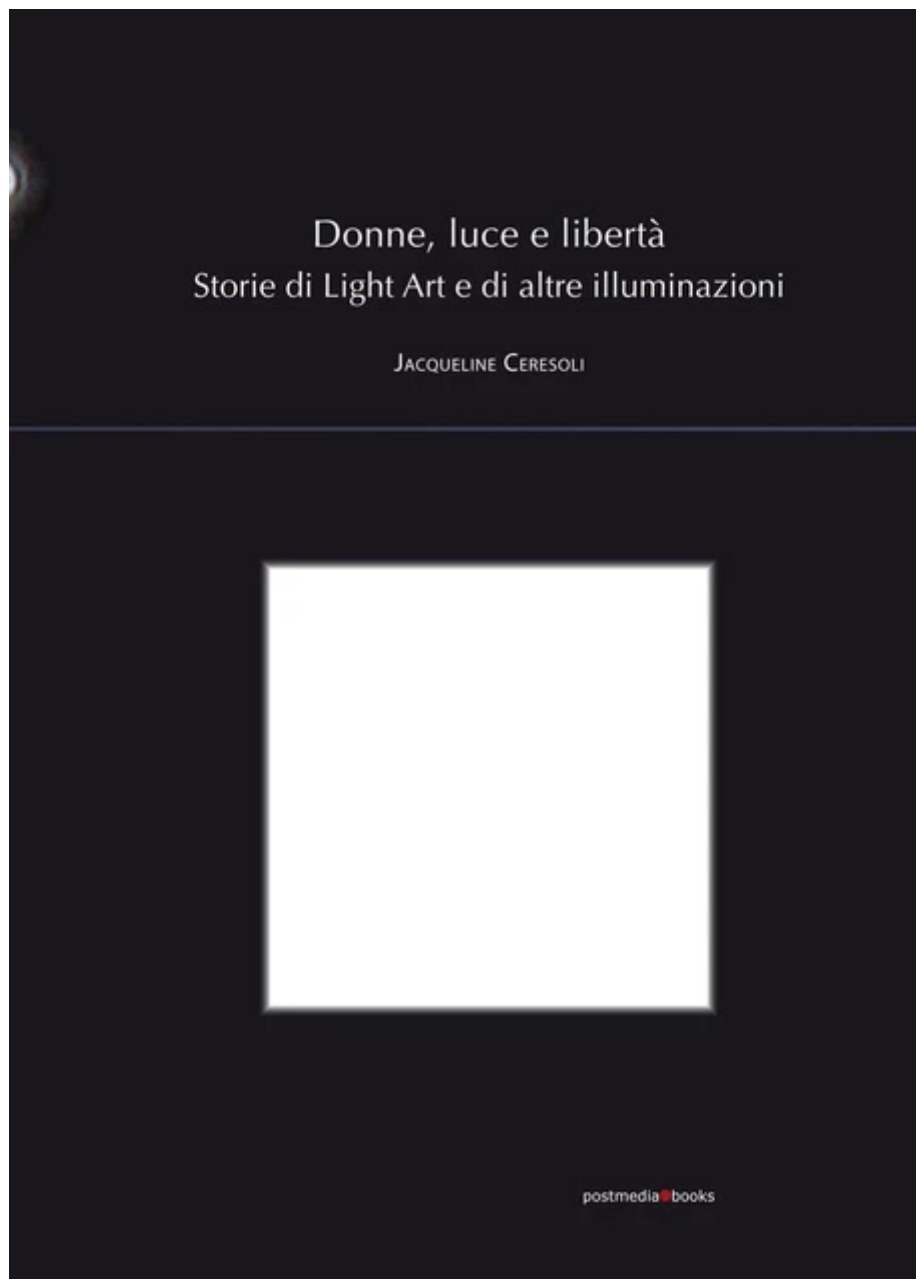 Donne, luce e libertà
Storie di Light Art e di altre illuminazioni
Jacqueline Ceresoli
postmedia books